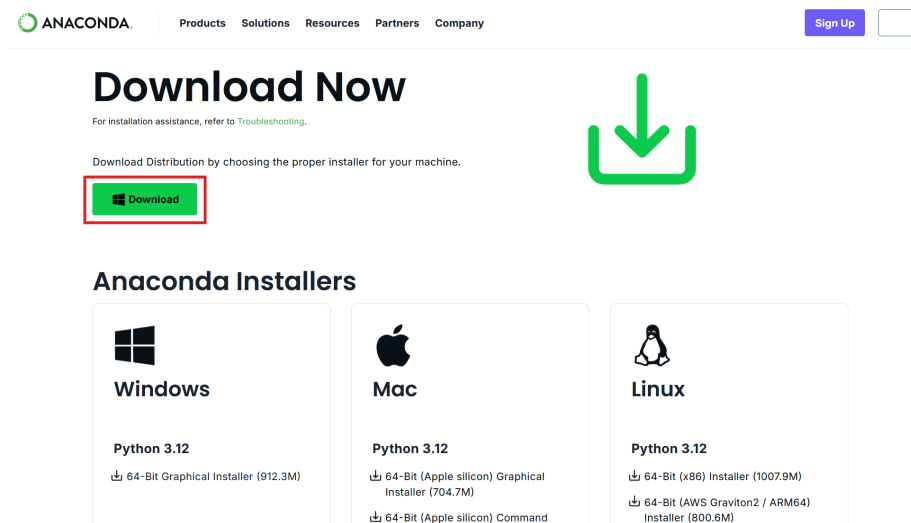 ANACONDA.
Products Solutions Resources Partners Company
Sign Up
Download Now
For installation assistance, refer to Troubleshooting.
Download Distribution by choosing the proper installer for your machine.
Download
Anaconda Installers
Windows
Python 3.12
64-Bit Graphical Installer (912.3M)
Mac
Python 3.12
64-Bit (Apple silicon) Graphical
Installer (704.7M)
64-Bit (Apple silicon) Command
Linux
Python 3.12
64-Bit (x86) Installer (1007.9M)
64-Bit (AWS Graviton2 / ARM64)
Installer (800.6M)